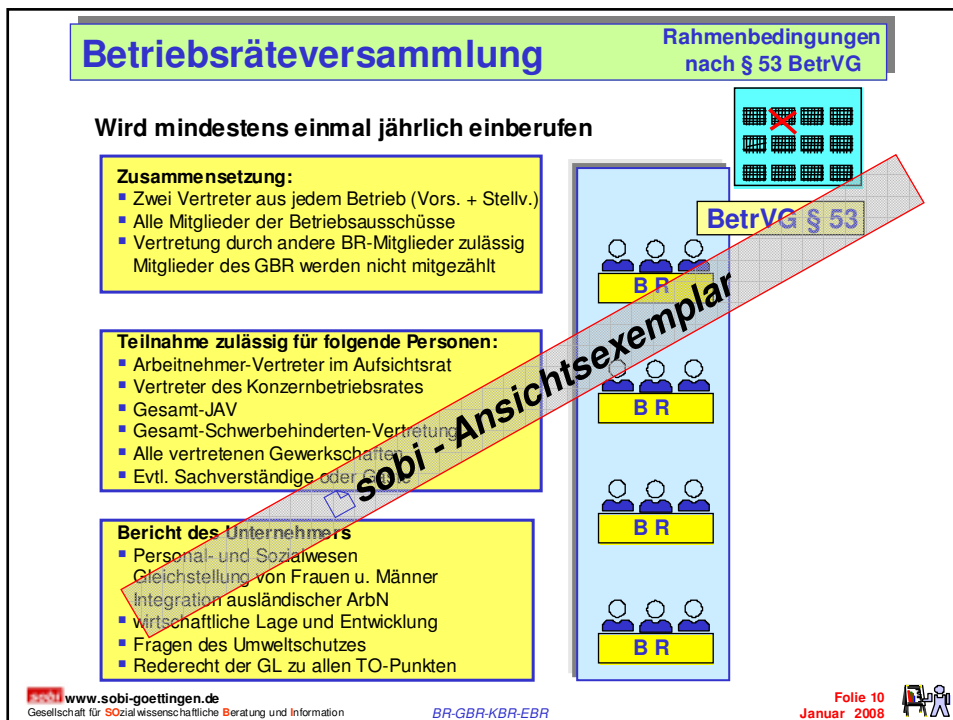 Betriebsräteversammlung
Rahmenbedingungen
nach § 53 BetrVG
Wird mindestens einmal jährlich einberufen
Zusammensetzung:
▪ Zwei Vertreter aus jedem Betrieb (Vors. + Stellv.)
▪ Alle Mitglieder der Betriebsausschüsse
▪ Vertretung durch andere BR-Mitglieder zulässig
Mitglieder des GBR werden nicht mitgezählt
BetrVG § 53
B R
Teilnahme zulässig für folgende Personen:
▪ Arbeitnehmer-Vertreter im Aufsichtsrat
▪ Vertreter des Konzernbetriebsrates
▪ Gesamt-JAV
▪ Gesamt-Schwerbehinderten-Vertretung
▪ Alle vertretenen Gewerkschaften
▪ Evtl. Sachverständige oder Gäste
B R
sobi - Ansichtsexemplar
B R
Bericht des Unternehmers
▪ Personal- und Sozialwesen
Gleichstellung von Frauen u. Männer
Integration ausländischer ArbN
▪ wirtschaftliche Lage und Entwicklung
▪ Fragen des Umweltschutzes
▪ Rederecht der GL zu allen TO-Punkten
B R
sobi www.sobi-goettingen.de
Gesellschaft für SOzialwissenschaftliche Beratung und Information
BR-GBR-KBR-EBR
Folie 10
Januar 2008